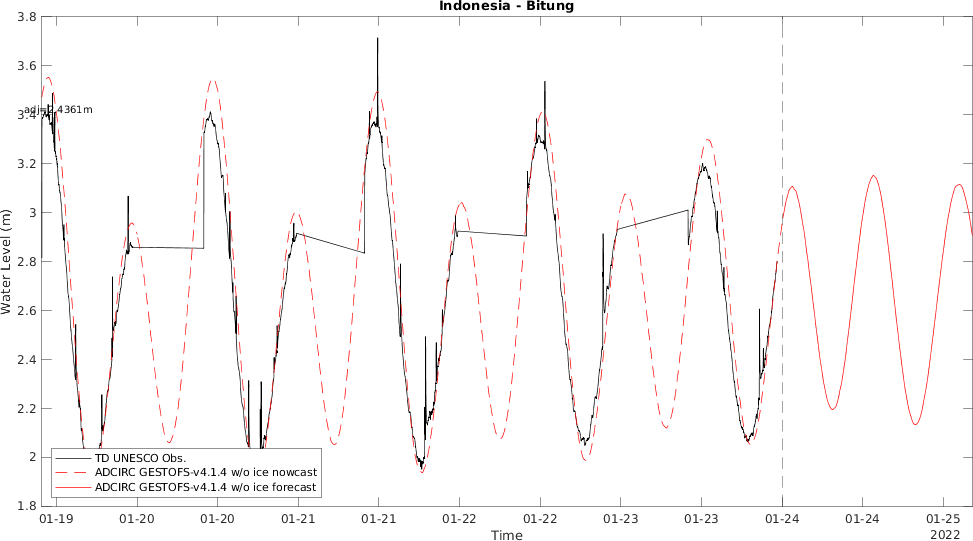 Indonesia - Bitung
3.8
3.6
3.4
3.2
3
2.8
2.6
2.4
2.2
2
1.8
Water Level (m)
adj=2.4361m
TD UNESCO Obs.
ADCIRC GESTOFS-v4.1.4 w/o ice nowcast
ADCIRC GESTOFS-v4.1.4 w/o ice forecast
01-19 01-20 01-20 01-21 01-21 01-22 01-22 01-23 01-23 01-24 01-24 01-25
Time
2022